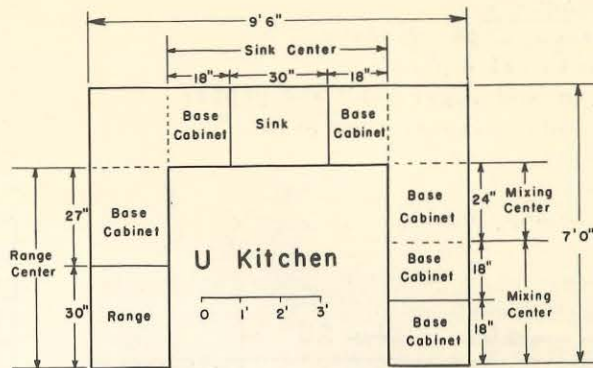 9'6"
Sink Center
18" 30" 18"
Base
Cabinet
Sink
Base
Cabinet
27"
Base
Cabinet
Range
Center
30"
Range
U Kitchen
0 1' 2' 3'
Base
Cabinet
24"
Mixing
Center
7'0"
Base
Cabinet
18"
Mixing
Center
Base
Cabinet
18"